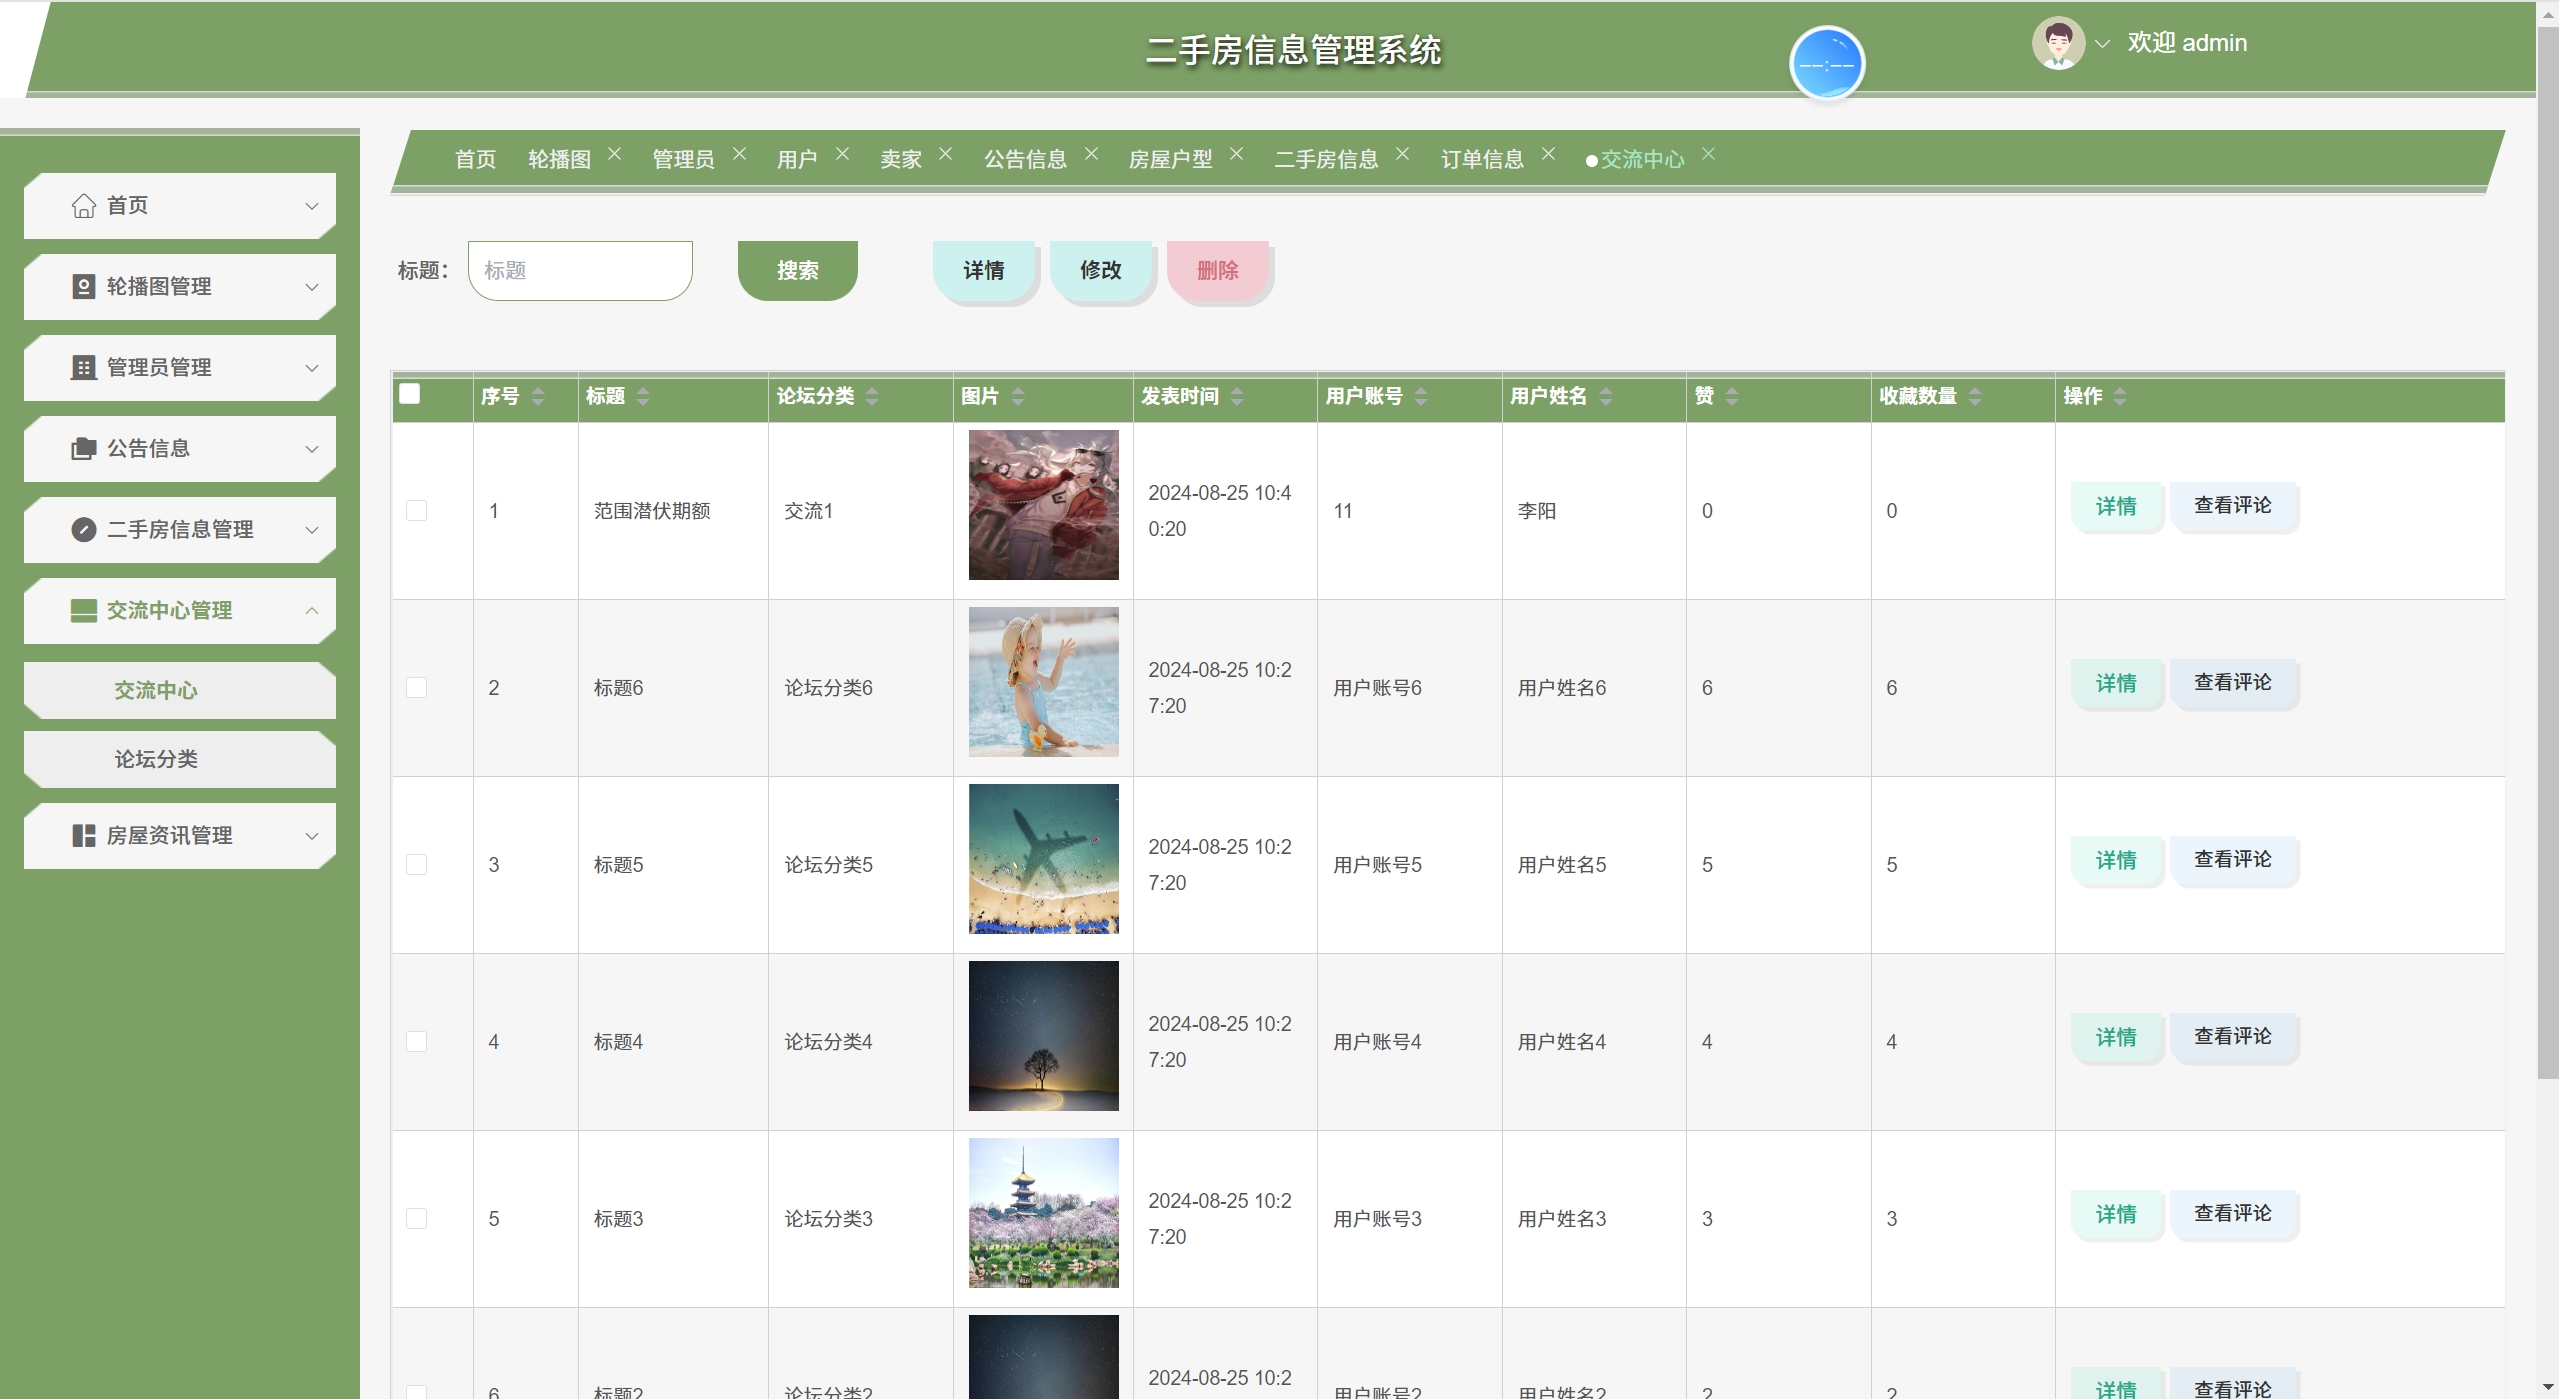 二手房信息管理系统
--:--
欢迎 admin
首页 轮播图 管理员 用户 卖家 公告信息 房屋户型 二手房信息 订单信息 交流中心
首页
轮播图管理
管理员管理
公告信息
二手房信息管理
交流中心管理
交流中心
论坛分类
房屋资讯管理
标题： 标题 搜索 详情 修改 删除
序号 标题 论坛分类 图片 发表时间 用户账号 用户姓名 赞 收藏数量 操作
1 范围潜伏期额 交流1 2024-08-25 10:4
0:20 11 李阳 0 0 详情 查看评论
2 标题6 论坛分类6 2024-08-25 10:2
7:20 用户账号6 用户姓名6 6 6 详情 查看评论
3 标题5 论坛分类5 2024-08-25 10:2
7:20 用户账号5 用户姓名5 5 5 详情 查看评论
4 标题4 论坛分类4 2024-08-25 10:2
7:20 用户账号4 用户姓名4 4 4 详情 查看评论
5 标题3 论坛分类3 2024-08-25 10:2
7:20 用户账号3 用户姓名3 3 3 详情 查看评论
6 标题2 论坛分类2 2024-08-25 10:2
用户账号2 用户姓名2 2 2 详情 查看评论